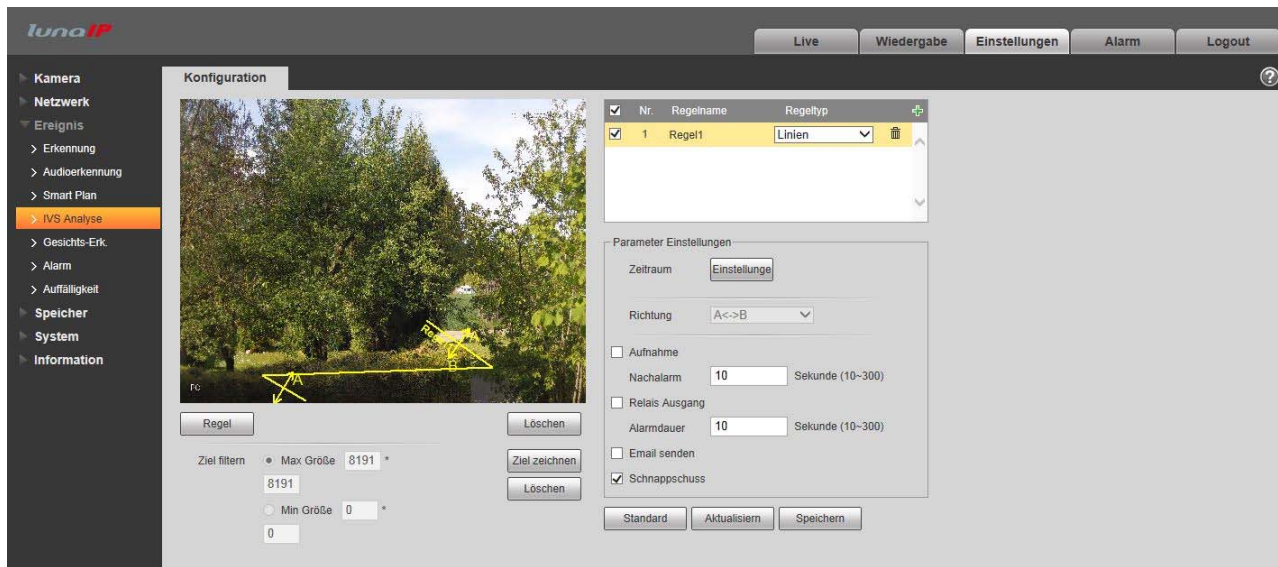 lunaIP
Live Wiedergabe Einstellungen Alarm Logout
Kamera
Netzwerk
Ereignis
Erkennung
Audioerkennung
Smart Plan
IVS Analyse
Gesichts-Erk.
Alarm
Auffälligkeit
Speicher
System
Information
Konfiguration
A
B
Regel Löschen
Ziel filtern Max Größe 8191 * Ziel zeichnen
8191 Löschen
Min Größe 0 *
0
Nr. Regelname Regeltyp
1 Regel1 Linien
Parameter Einstellungen
Zeitraum Einstellunge
Richtung A<->B
Aufnahme
Nachalarm 10 Sekunde (10~300)
Relais Ausgang
Alarmdauer 10 Sekunde (10~300)
Email senden
Schnappschuss
Standard Aktualisiern Speichern
?